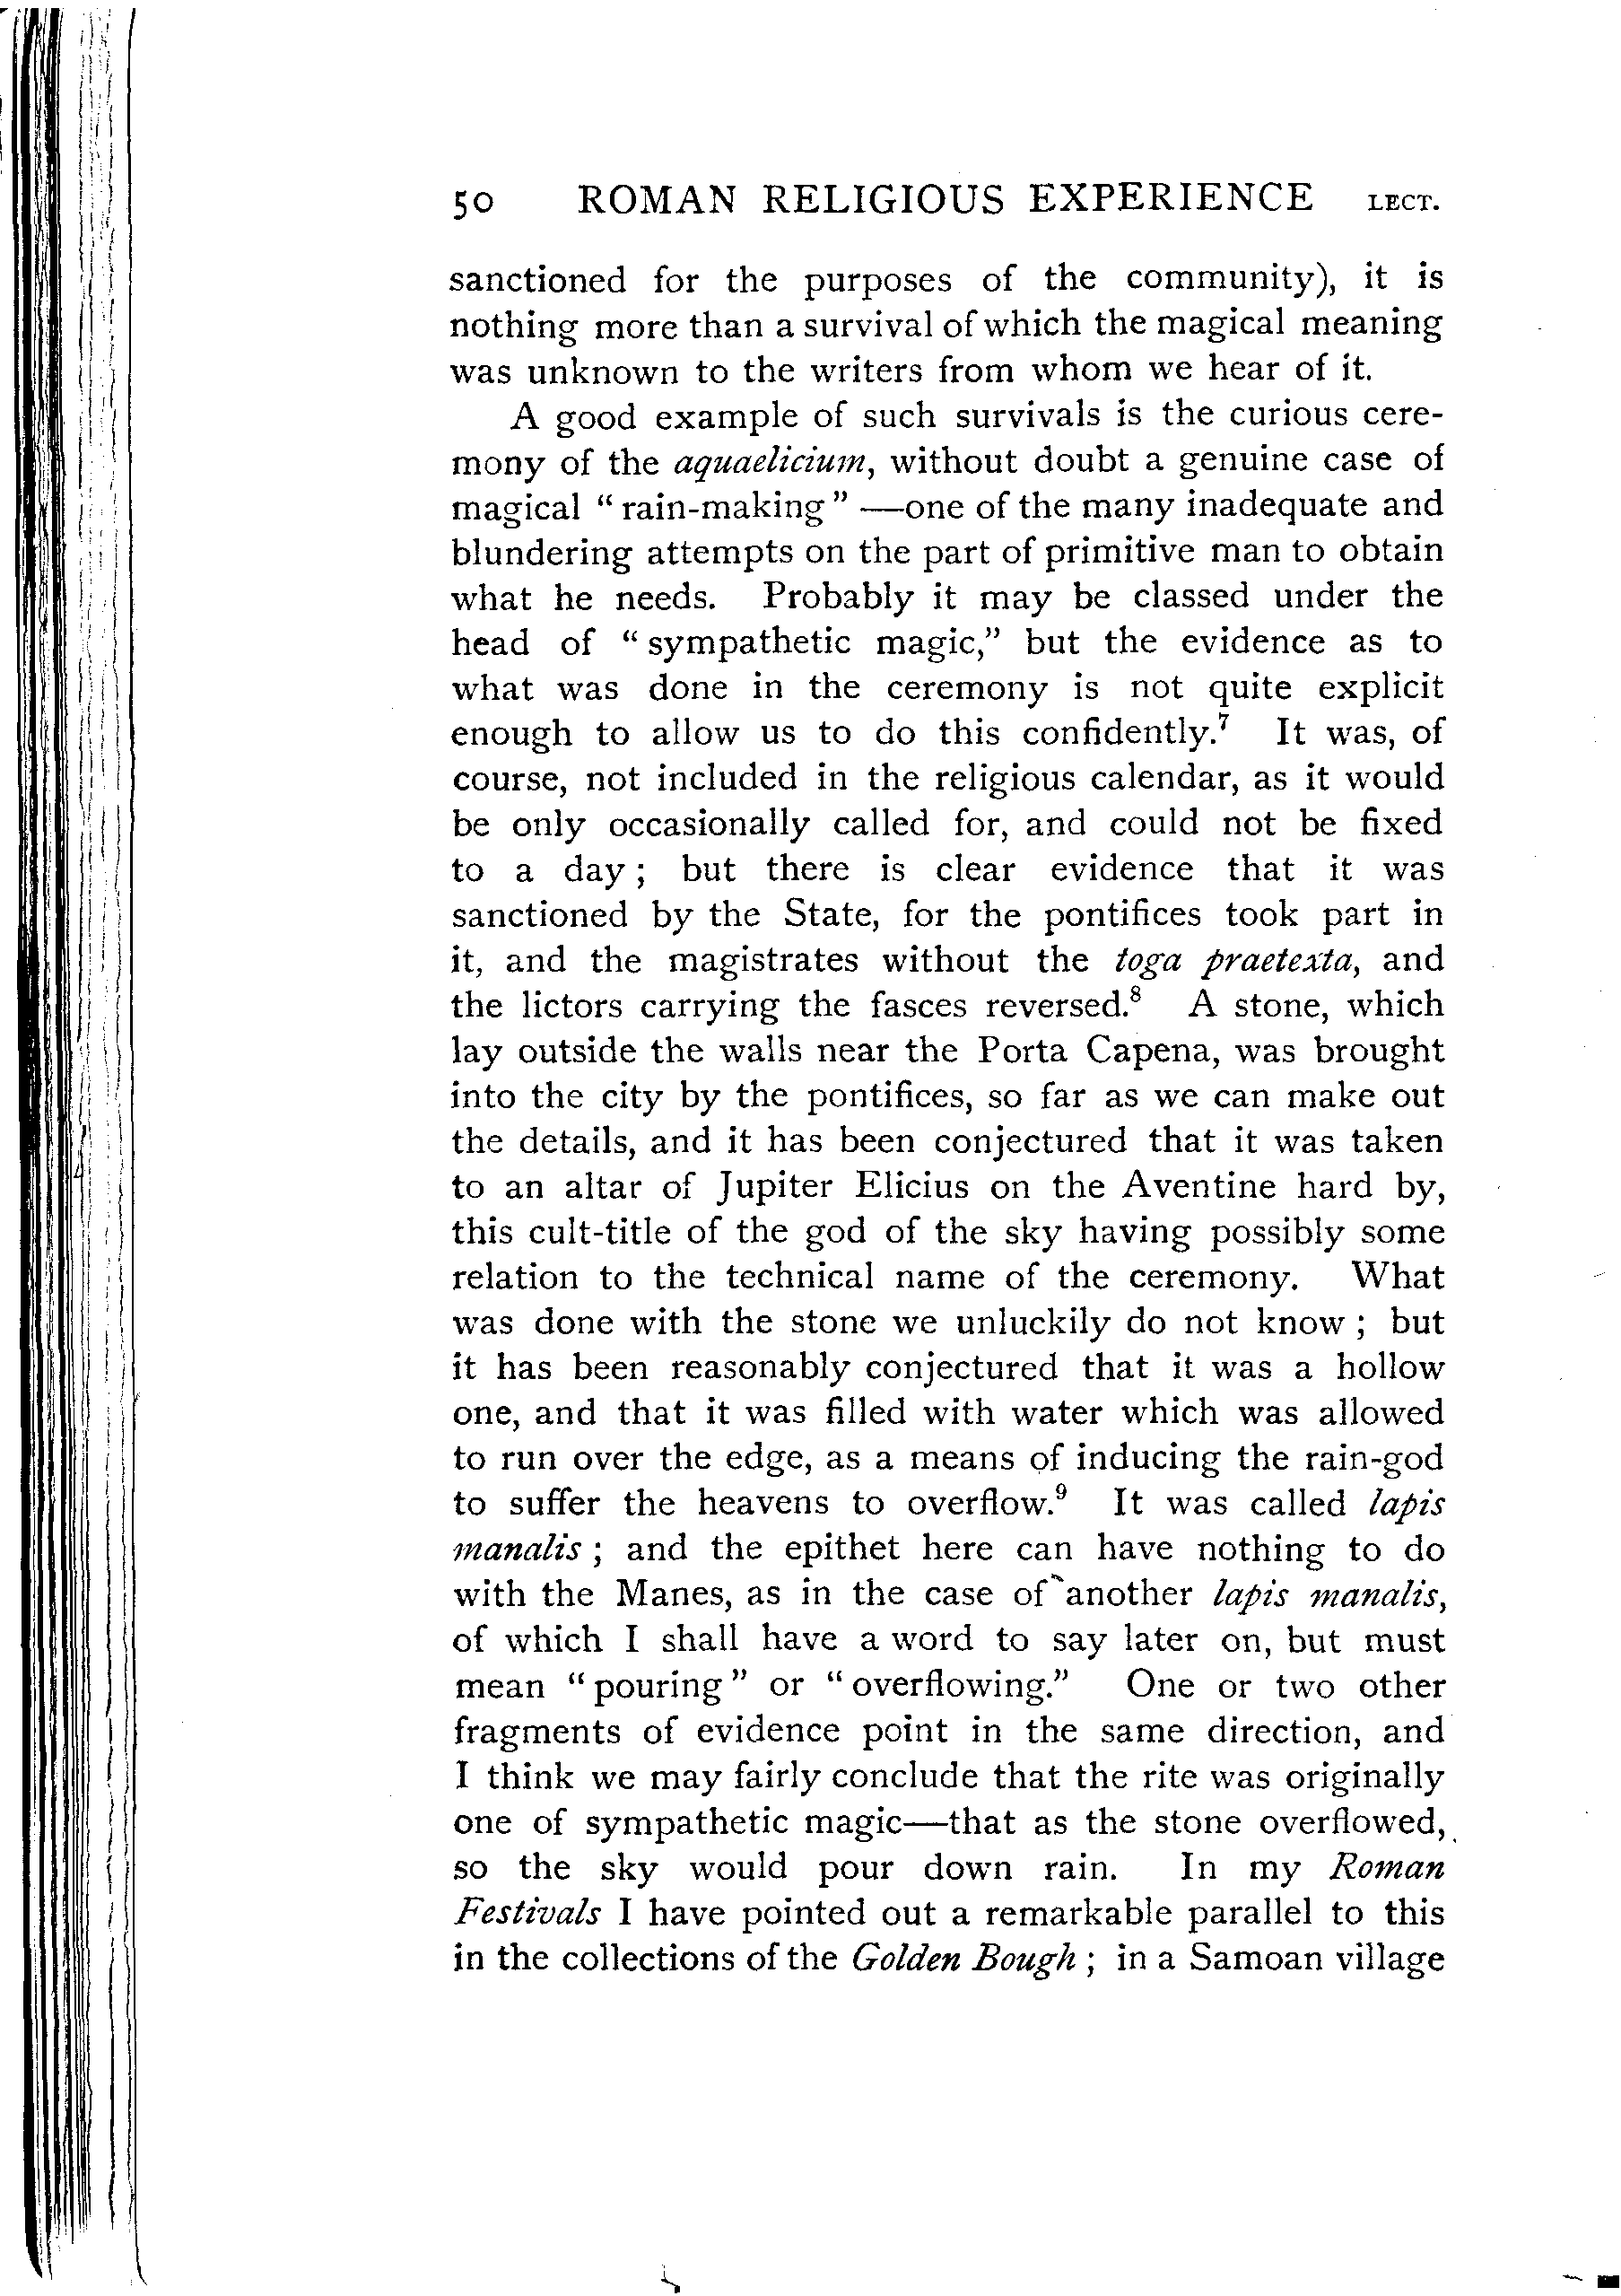 50 ROMAN RELIGIOUS EXPERIENCE LECT.
sanctioned for the purposes of the community), it is
nothing more than a survival of which the magical meaning
was unknown to the writers from whom we hear of it.
A good example of such survivals is the curious cere-
mony of the aquaelicium, without doubt a genuine case of
magical “ rain-making ” —one of the many inadequate and
blundering attempts on the part of primitive man to obtain
what he needs. Probably it may be classed under the
head of “ sympathetic magic,” but the evidence as to
what was done in the ceremony is not quite explicit
enough to allow us to do this confidently.⁷ It was, of
course, not included in the religious calendar, as it would
be only occasionally called for, and could not be fixed
to a day ; but there is clear evidence that it was
sanctioned by the State, for the pontifices took part in
it, and the magistrates without the toga praetexta, and
the lictors carrying the fasces reversed.⁸ A stone, which
lay outside the walls near the Porta Capena, was brought
into the city by the pontifices, so far as we can make out
the details, and it has been conjectured that it was taken
to an altar of Jupiter Elicius on the Aventine hard by,
this cult-title of the god of the sky having possibly some
relation to the technical name of the ceremony. What
was done with the stone we unluckily do not know ; but
it has been reasonably conjectured that it was a hollow
one, and that it was filled with water which was allowed
to run over the edge, as a means of inducing the rain-god
to suffer the heavens to overflow.⁹ It was called lapis
manalis ; and the epithet here can have nothing to do
with the Manes, as in the case of another lapis manalis,
of which I shall have a word to say later on, but must
mean “ pouring ” or “ overflowing.” One or two other
fragments of evidence point in the same direction, and
I think we may fairly conclude that the rite was originally
one of sympathetic magic—that as the stone overflowed,
so the sky would pour down rain. In my Roman
Festivals I have pointed out a remarkable parallel to this
in the collections of the Golden Bough ; in a Samoan village